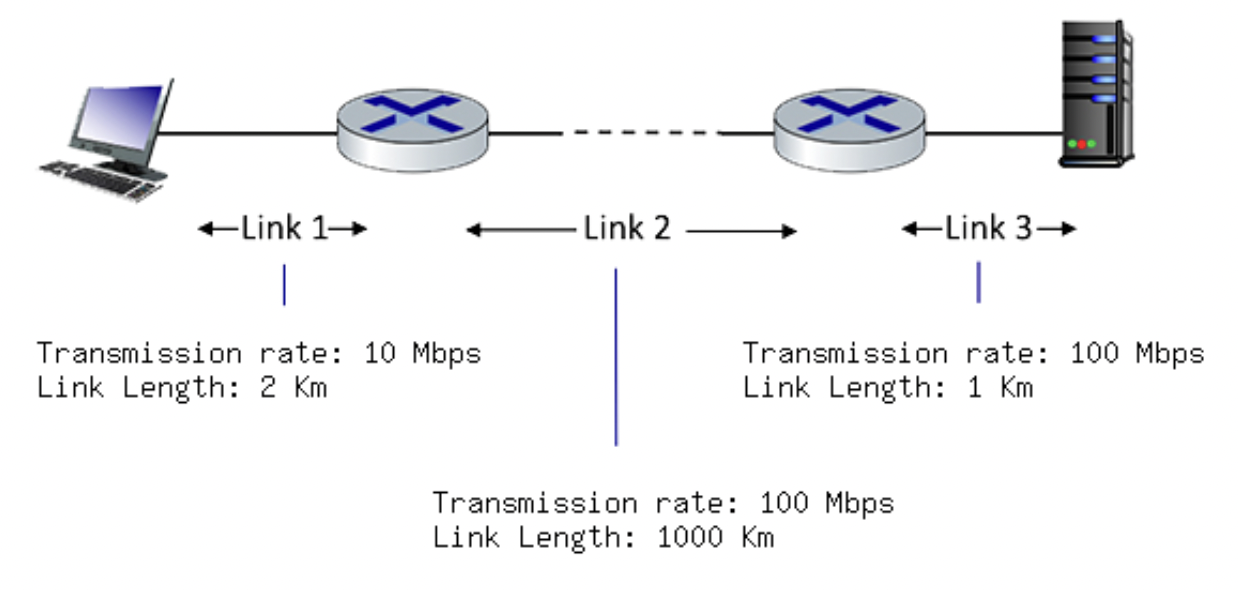 Link 1
Link 2
Link 3
Transmission rate: 10 Mbps
Link Length: 2 Km
Transmission rate: 100 Mbps
Link Length: 1 Km
Transmission rate: 100 Mbps
Link Length: 1000 Km